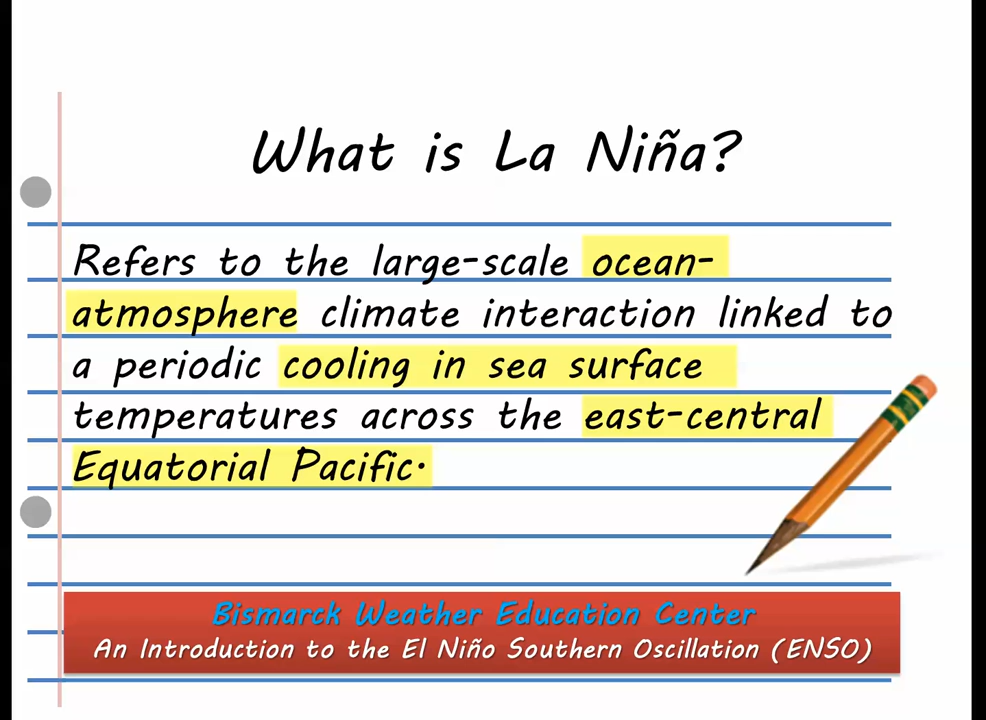 What is La Niña?
Refers to the large-scale ocean-
atmosphere climate interaction linked to
a periodic cooling in sea surface
temperatures across the east-central
Equatorial Pacific.
Bismarck Weather Education Center
An Introduction to the El Niño Southern Oscillation (ENSO)